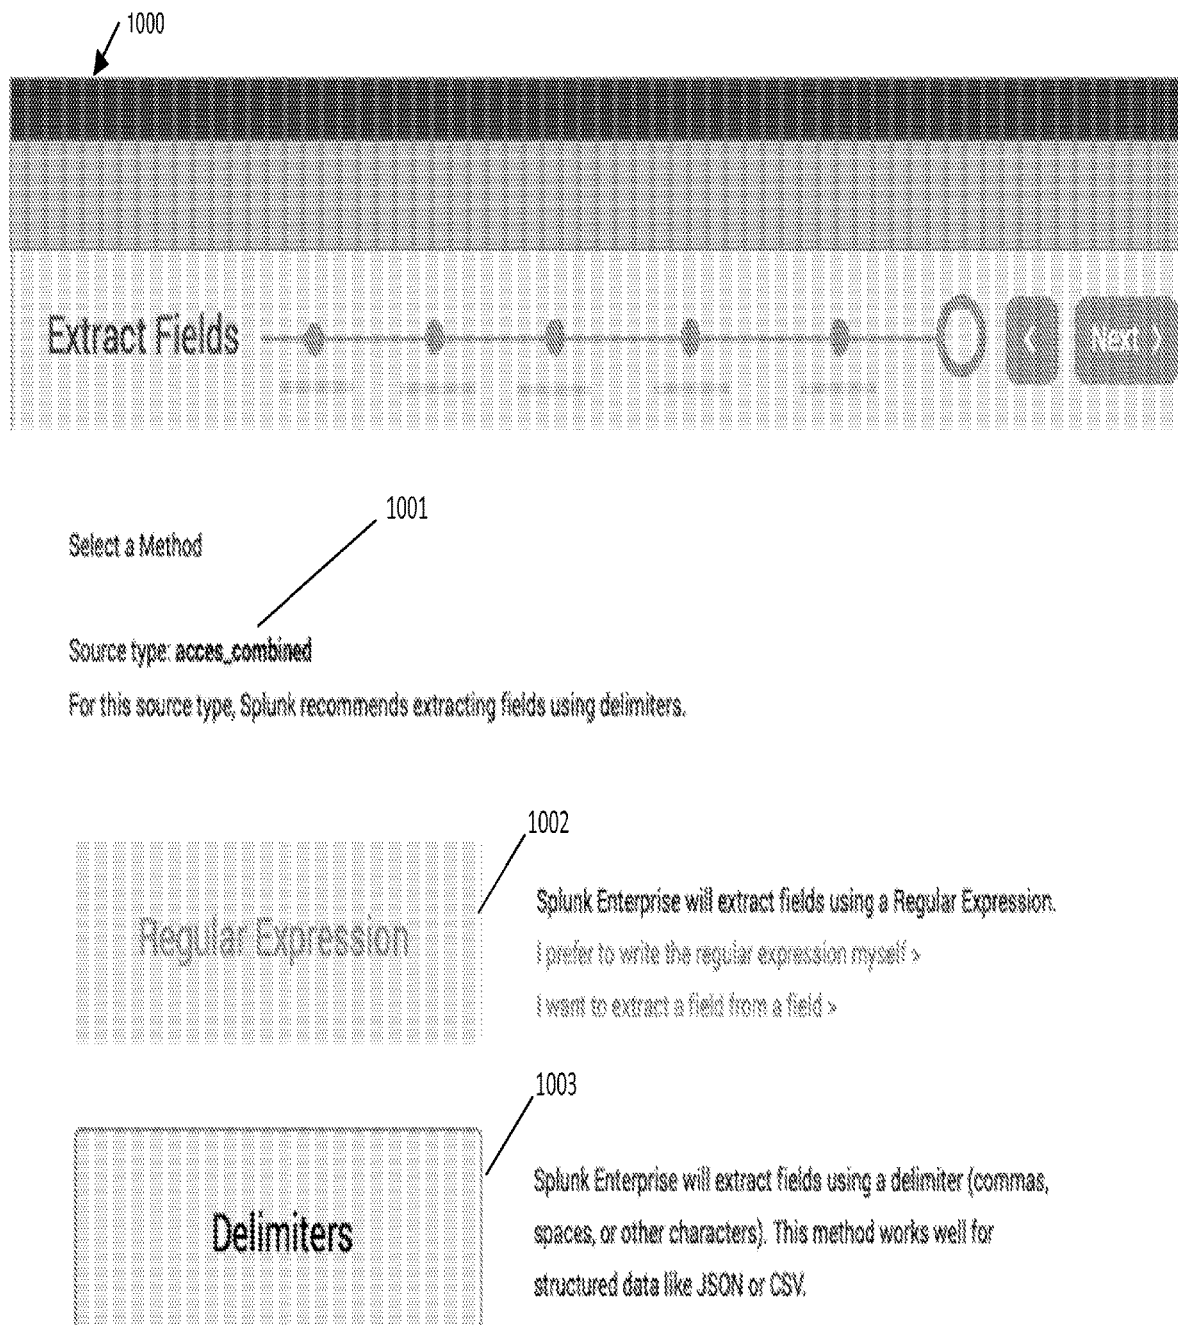 1000
Extract Fields
< Next >
1001
Select a Method
Source type: acces_combined
For this source type, Splunk recommends extracting fields using delimiters.
1002
Regular Expression
Splunk Enterprise will extract fields using a Regular Expression.
I prefer to write the regular expression myself >
I want to extract a field from a field >
1003
Delimiters
Splunk Enterprise will extract fields using a delimiter (commas,
spaces, or other characters). This method works well for
structured data like JSON or CSV.